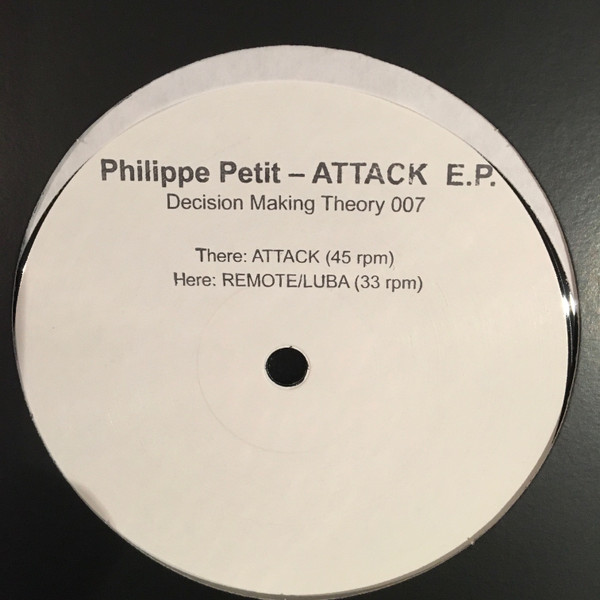 Philippe Petit – ATTACK E.P.
Decision Making Theory 007
There: ATTACK (45 rpm)
Here: REMOTE/LUBA (33 rpm)